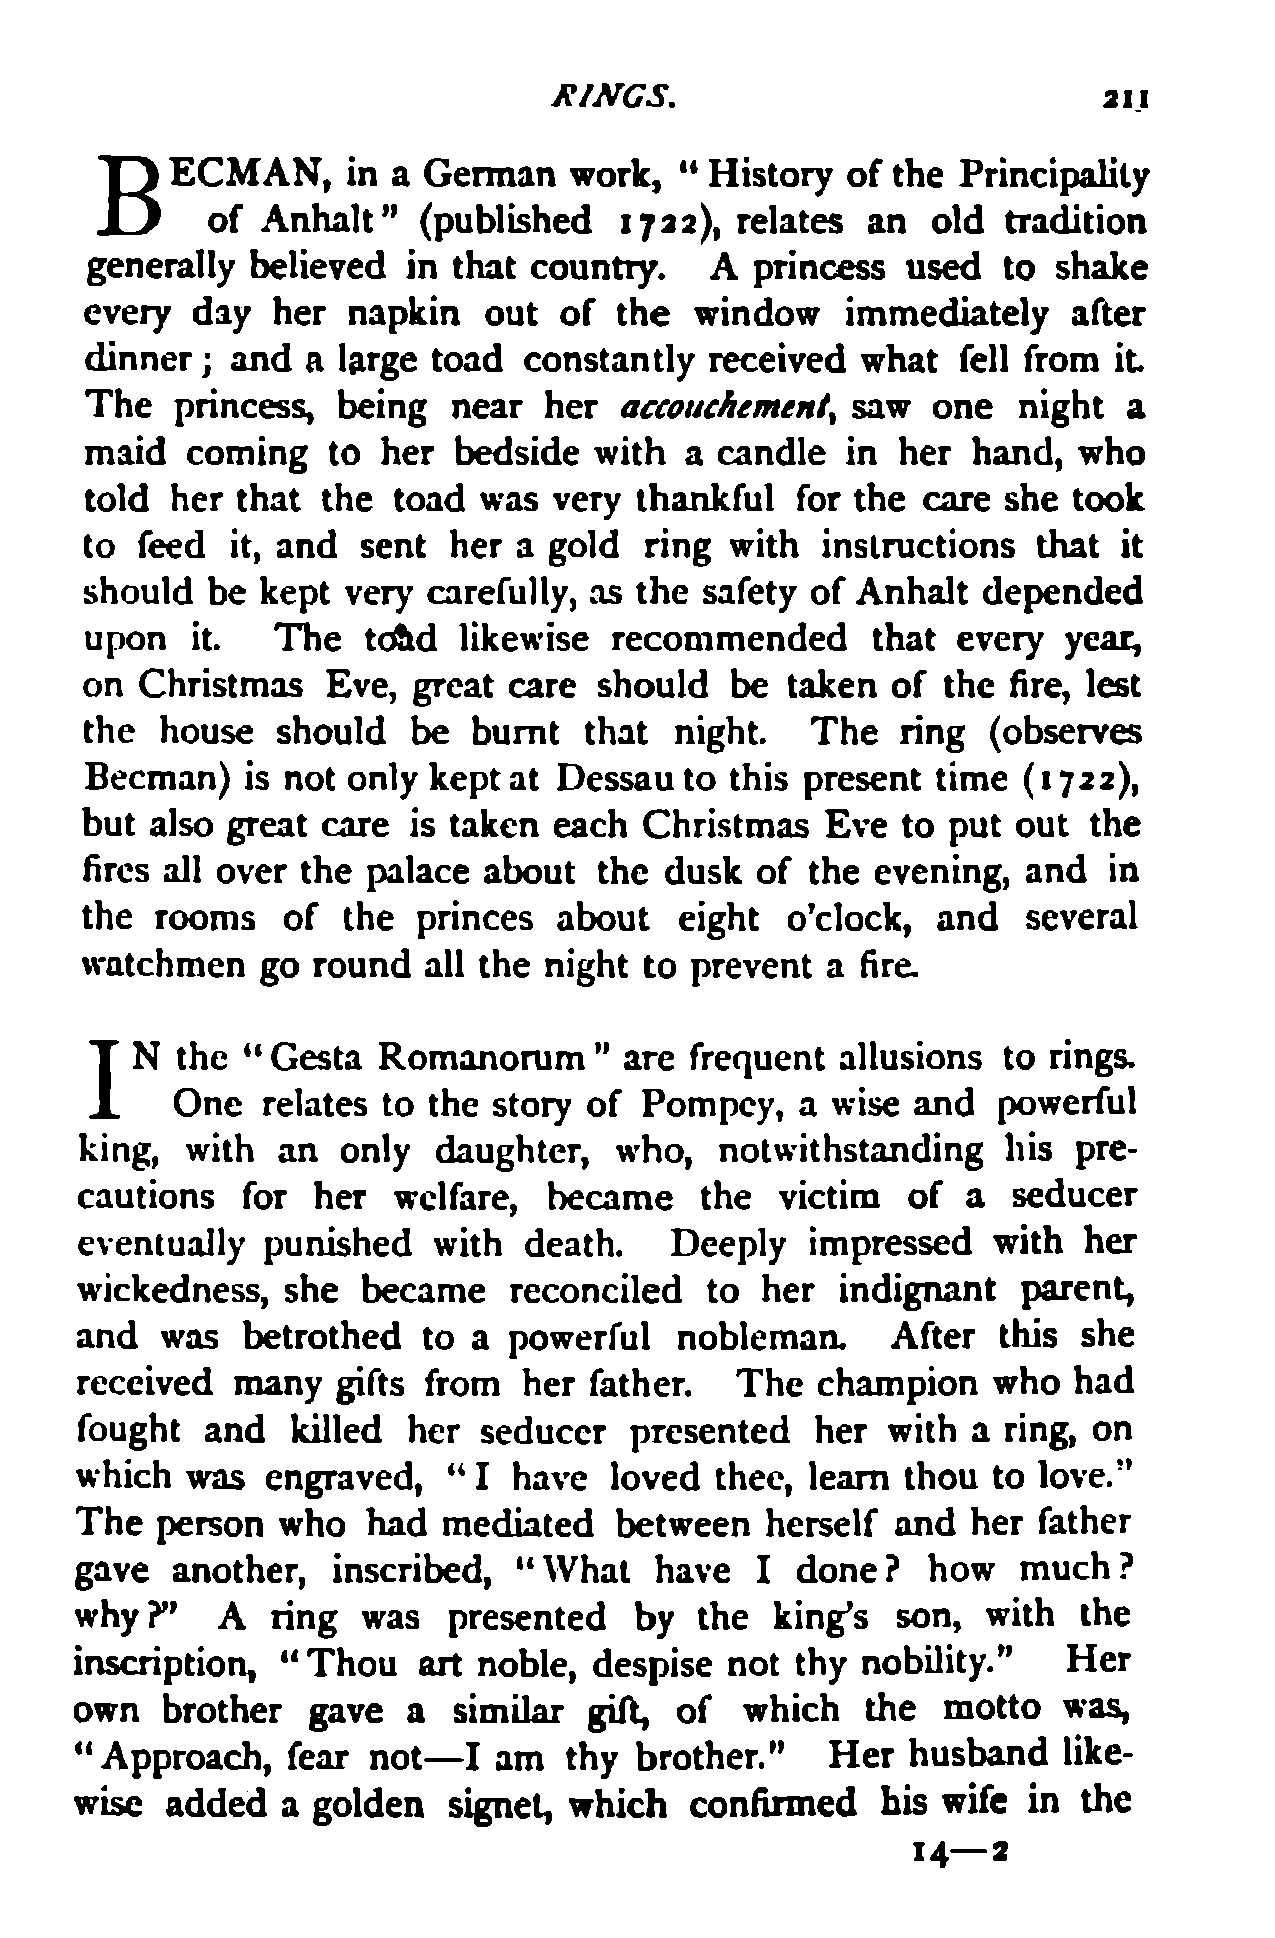 RINGS. 211
BECMAN, in a German work, “ History of the Principality
of Anhalt” (published 1722), relates an old tradition
generally believed in that country. A princess used to shake
every day her napkin out of the window immediately after
dinner ; and a large toad constantly received what fell from it.
The princess, being near her accouchement, saw one night a
maid coming to her bedside with a candle in her hand, who
told her that the toad was very thankful for the care she took
to feed it, and sent her a gold ring with instructions that it
should be kept very carefully, as the safety of Anhalt depended
upon it. The toad likewise recommended that every year,
on Christmas Eve, great care should be taken of the fire, lest
the house should be burnt that night. The ring (observes
Becman) is not only kept at Dessau to this present time (1722),
but also great care is taken each Christmas Eve to put out the
fires all over the palace about the dusk of the evening, and in
the rooms of the princes about eight o’clock, and several
watchmen go round all the night to prevent a fire.
IN the “ Gesta Romanorum ” are frequent allusions to rings.
One relates to the story of Pompey, a wise and powerful
king, with an only daughter, who, notwithstanding his pre-
cautions for her welfare, became the victim of a seducer
eventually punished with death. Deeply impressed with her
wickedness, she became reconciled to her indignant parent,
and was betrothed to a powerful nobleman. After this she
received many gifts from her father. The champion who had
fought and killed her seducer presented her with a ring, on
which was engraved, “ I have loved thee, learn thou to love.”
The person who had mediated between herself and her father
gave another, inscribed, “ What have I done? how much?
why?” A ring was presented by the king’s son, with the
inscription, “ Thou art noble, despise not thy nobility.” Her
own brother gave a similar gift, of which the motto was,
“ Approach, fear not—I am thy brother.” Her husband like-
wise added a golden signet, which confirmed his wife in the
14—2